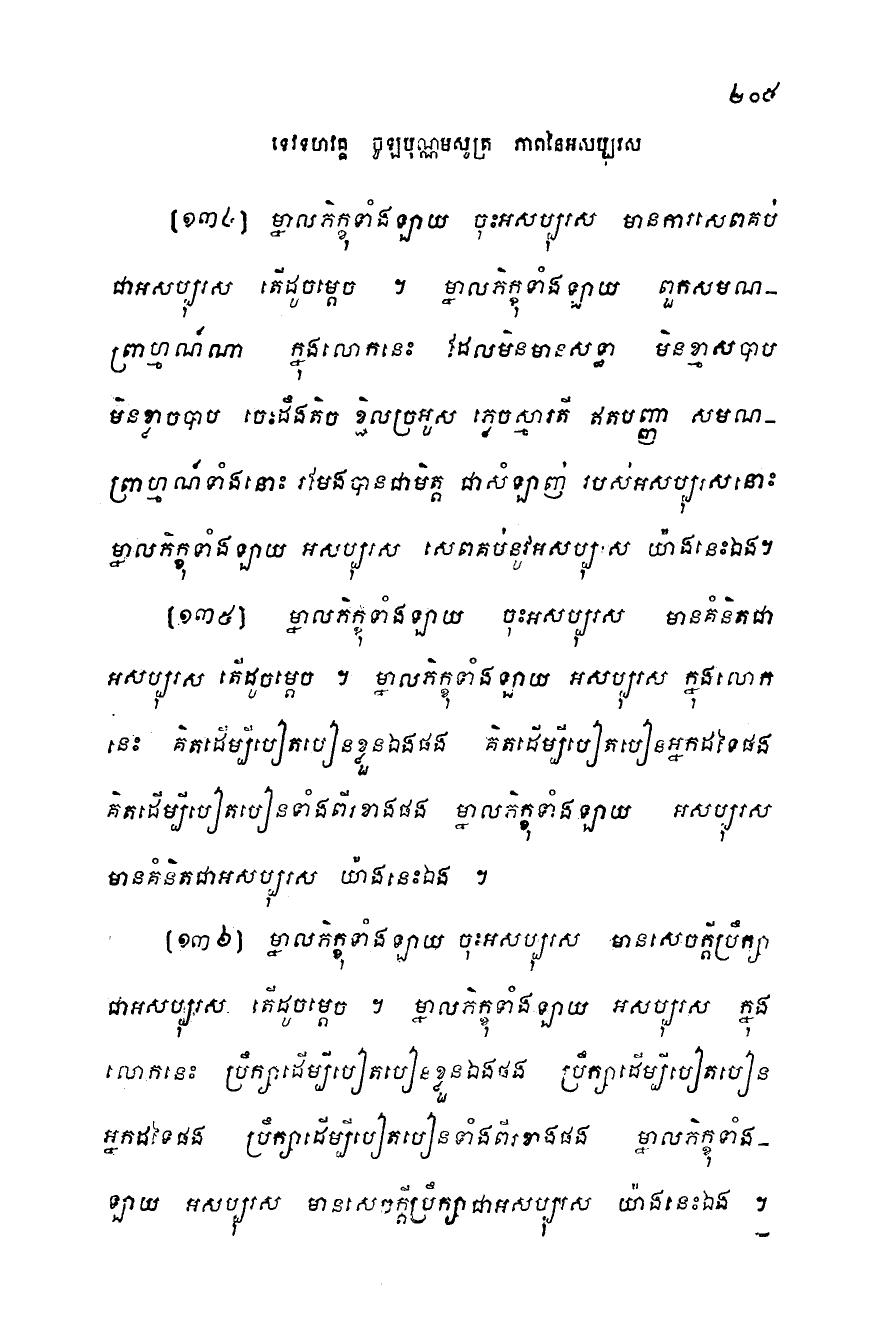 ២០៩
ទេវទហវគ្គ ចូឡបុណ្ណមសូត្រ ភាពនៃអសប្បុរស
[១៣៤] ម្នាលភិក្ខុទាំងឡាយ ចុះអសប្បុរស មានការសេពគប់
ជាអសប្បុរស តើដូចម្តេច ។ ម្នាលភិក្ខុទាំងឡាយ ពួកសមណ-
ព្រាហ្មណ៍ណា ក្នុងលោកនេះ ដែលមិនមានសទ្ធា មិនខ្មាសបាប
មិនខ្លាចបាប ចេះដឹងតិច ខ្ជិលច្រអូស ភ្លេចស្មារតី ឥតបញ្ញា សមណ-
ព្រាហ្មណ៍ទាំងនោះ រមែងបានជាមិត្ត ជាសំឡាញ់ របស់អសប្បុរសនោះ
ម្នាលភិក្ខុទាំងឡាយ អសប្បុរស សេពគប់នូវអសប្បុរស យ៉ាងនេះឯង។
[១៣៥] ម្នាលភិក្ខុទាំងឡាយ ចុះអសប្បុរស មានគំនិតជា
អសប្បុរស តើដូចម្តេច ។ ម្នាលភិក្ខុទាំងឡាយ អសប្បុរស ក្នុងលោក
នេះ គិតដើម្បីបៀតបៀនខ្លួនឯងផង គិតដើម្បីបៀតបៀនអ្នកដទៃផង
គិតដើម្បីបៀតបៀនទាំងពីរខាងផង ម្នាលភិក្ខុទាំងឡាយ អសប្បុរស
មានគំនិតជាអសប្បុរស យ៉ាងនេះឯង ។
[១៣៦] ម្នាលភិក្ខុទាំងឡាយ ចុះអសប្បុរស មានសេចក្តីប្រឹក្សា
ជាអសប្បុរស តើដូចម្តេច ។ ម្នាលភិក្ខុទាំងឡាយ អសប្បុរស ក្នុង
លោកនេះ ប្រឹក្សាដើម្បីបៀតបៀនខ្លួនឯងផង ប្រឹក្សាដើម្បីបៀតបៀន
អ្នកដទៃផង ប្រឹក្សាដើម្បីបៀតបៀនទាំងពីរខាងផង ម្នាលភិក្ខុទាំង-
ឡាយ អសប្បុរស មានសេចក្តីប្រឹក្សាជាអសប្បុរស យ៉ាងនេះឯង ។